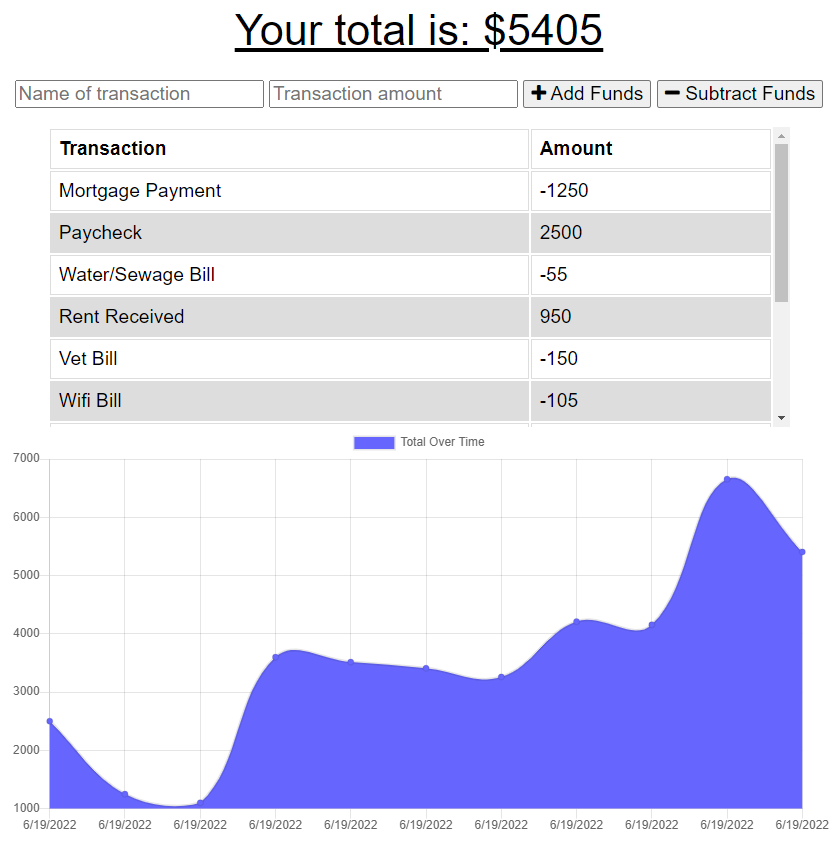 Your total is: $5405
Name of transaction Transaction amount Add Funds Subtract Funds
Transaction Amount
Mortgage Payment -1250
Paycheck 2500
Water/Sewage Bill -55
Rent Received 950
Vet Bill -150
Wifi Bill -105
Total Over Time
7000
6000
5000
4000
3000
2000
1000
6/19/2022 6/19/2022 6/19/2022 6/19/2022 6/19/2022 6/19/2022 6/19/2022 6/19/2022 6/19/2022 6/19/2022 6/19/2022